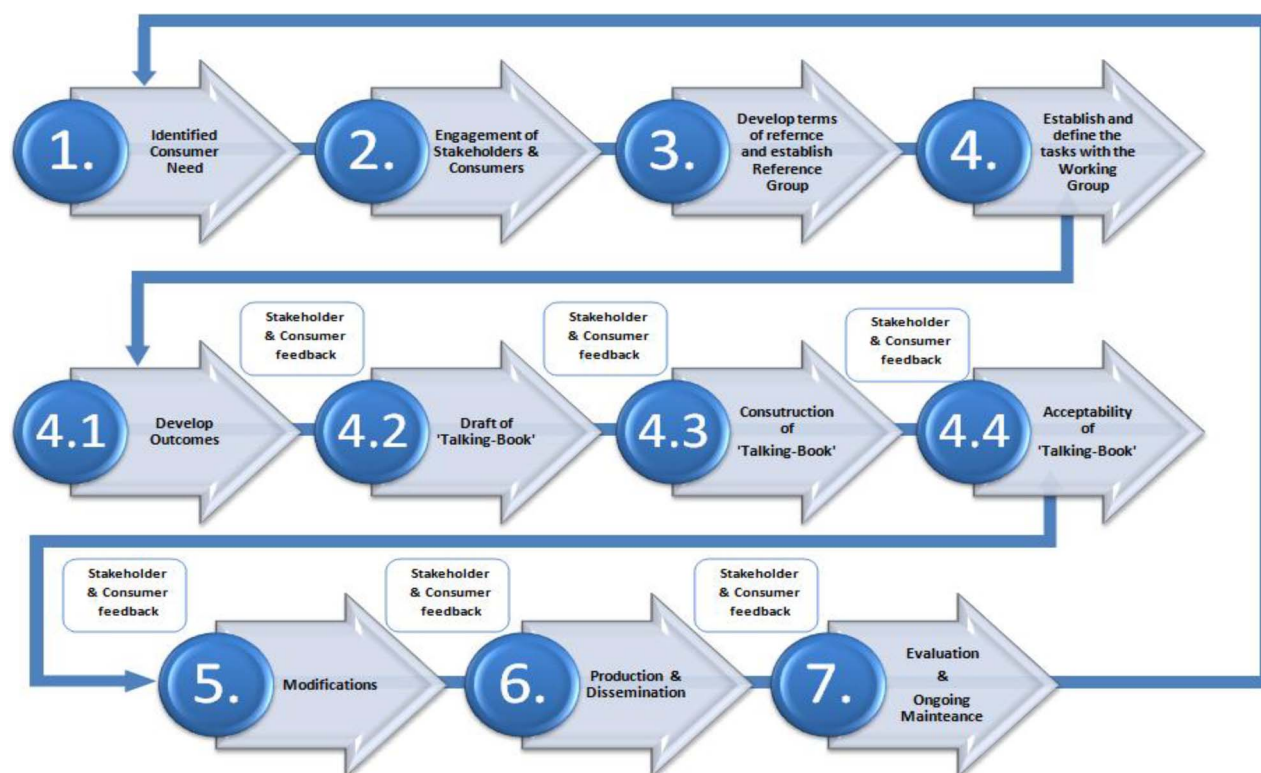 1.
Identified
Consumer
Need
2.
Engagement of
Stakeholders &
Consumers
3.
Develop terms
of refernce
and establish
Reference
Group
4.
Establish and
define the
tasks with the
Working
Group
Stakeholder
& Consumer
feedback
Stakeholder
& Consumer
feedback
Stakeholder
& Consumer
feedback
4.1
Develop
Outcomes
4.2
Draft of
'Talking-Book'
4.3
Consutruction
of
'Talking-Book'
4.4
Acceptability
of
'Talking-Book'
Stakeholder
& Consumer
feedback
Stakeholder
& Consumer
feedback
Stakeholder
& Consumer
feedback
5.
Modifications
6.
Production &
Dissemination
7.
Evaluation
&
Ongoing
Mainteance